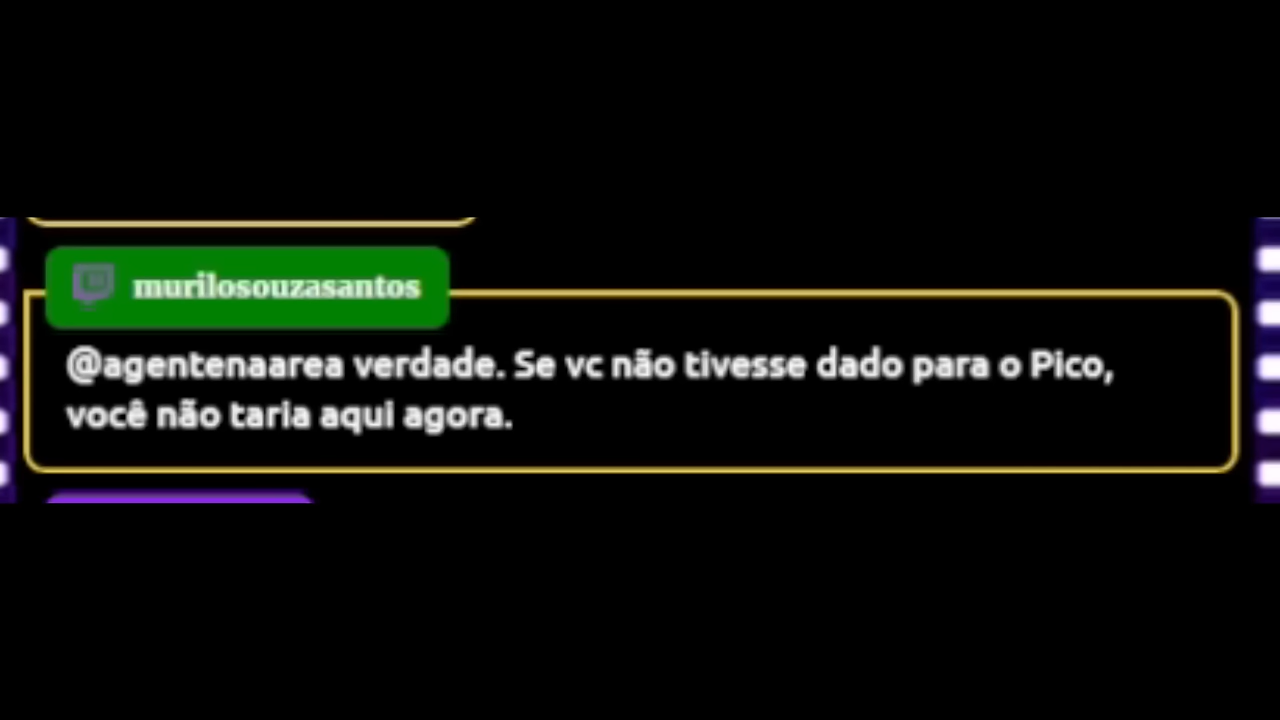 murilosouzasantos
@agentenaarea verdade. Se vc não tivesse dado para o Pico,
você não taria aqui agora.